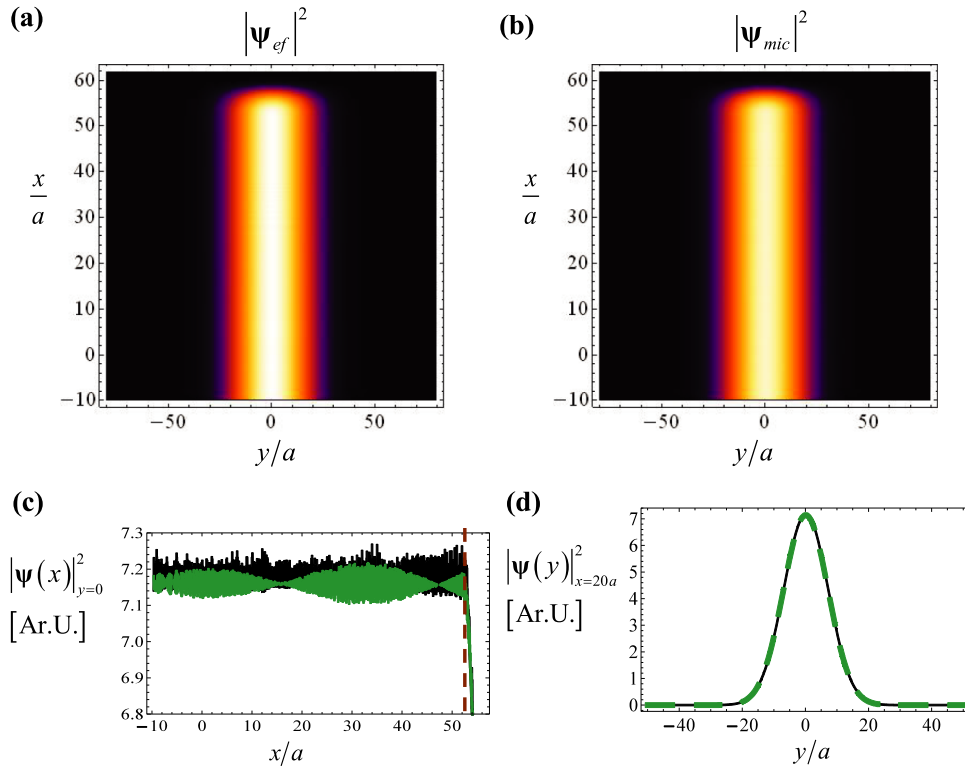 (a)
|ψef|²
60
50
40
30
20
10
0
−10
x/a
−50 0 50
y/a
(b)
|ψmic|²
60
50
40
30
20
10
0
−10
x/a
−50 0 50
y/a
(c)
|ψ(x)|²y=0
[Ar.U.]
7.3
7.2
7.1
7.0
6.9
6.8
−10 0 10 20 30 40 50
x/a
(d)
|ψ(y)|²x=20a
[Ar.U.]
7
6
5
4
3
2
1
0
−40 −20 0 20 40
y/a